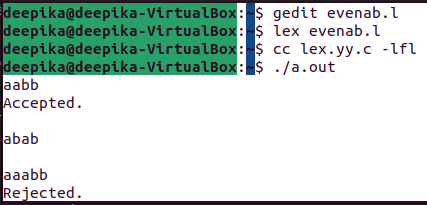 deepika@deepika-VirtualBox:~$ gedit evenab.l
deepika@deepika-VirtualBox:~$ lex evenab.l
deepika@deepika-VirtualBox:~$ cc lex.yy.c -lfl
deepika@deepika-VirtualBox:~$ ./a.out
aabb
Accepted.
abab
aaabb
Rejected.